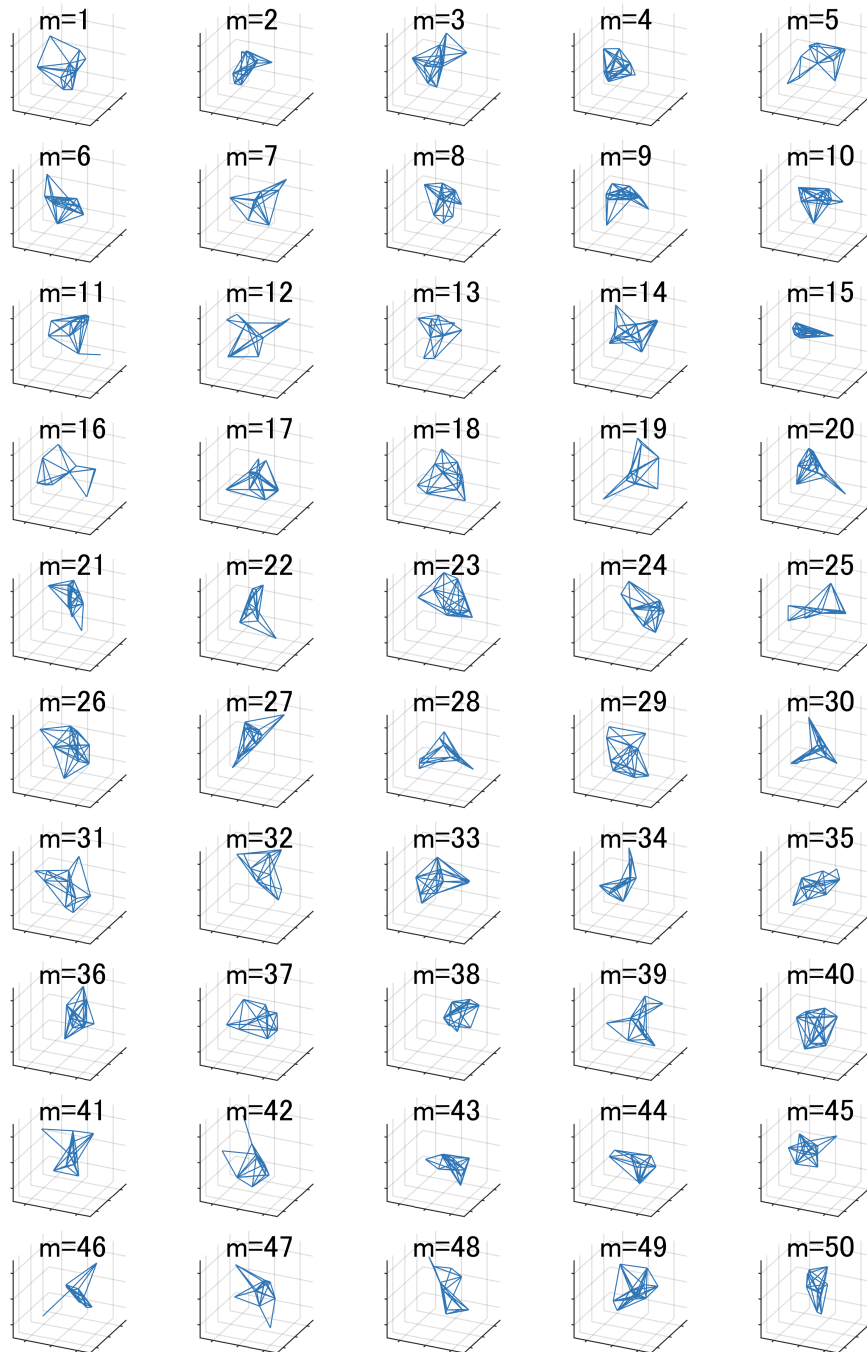 m=1 m=2 m=3 m=4 m=5
m=6 m=7 m=8 m=9 m=10
m=11 m=12 m=13 m=14 m=15
m=16 m=17 m=18 m=19 m=20
m=21 m=22 m=23 m=24 m=25
m=26 m=27 m=28 m=29 m=30
m=31 m=32 m=33 m=34 m=35
m=36 m=37 m=38 m=39 m=40
m=41 m=42 m=43 m=44 m=45
m=46 m=47 m=48 m=49 m=50